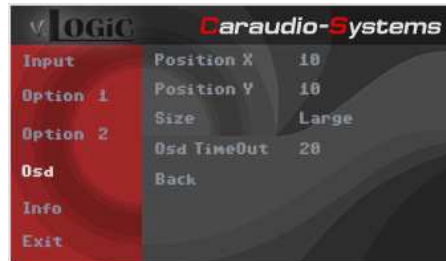 v.LOGiC Caraudio-Systems
Input
Option 1
Option 2
Osd
Info
Exit
Position X 10
Position Y 10
Size Large
Osd TimeOut 20
Back